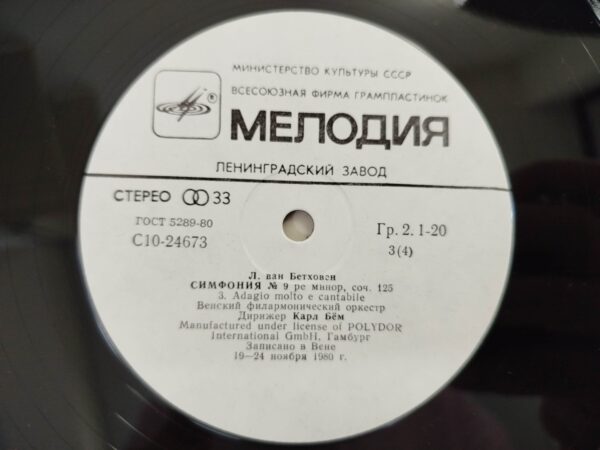 МИНИСТЕРСТВО КУЛЬТУРЫ СССР
ВСЕСОЮЗНАЯ ФИРМА ГРАМПЛАСТИНОК
®
МЕЛОДИЯ
ЛЕНИНГРАДСКИЙ ЗАВОД
СТЕРЕО 33
ГОСТ 5289-80
С10-24673
Гр. 2. 1-20
3(4)
Л. ван Бетховен
СИМФОНИЯ № 9 ре минор, соч. 125
3. Adagio molto e cantabile
Венский филармонический оркестр
Дирижер Карл Бём
Manufactured under license of POLYDOR
International GmbH, Гамбург
Записано в Вене
19—24 ноября 1980 г.